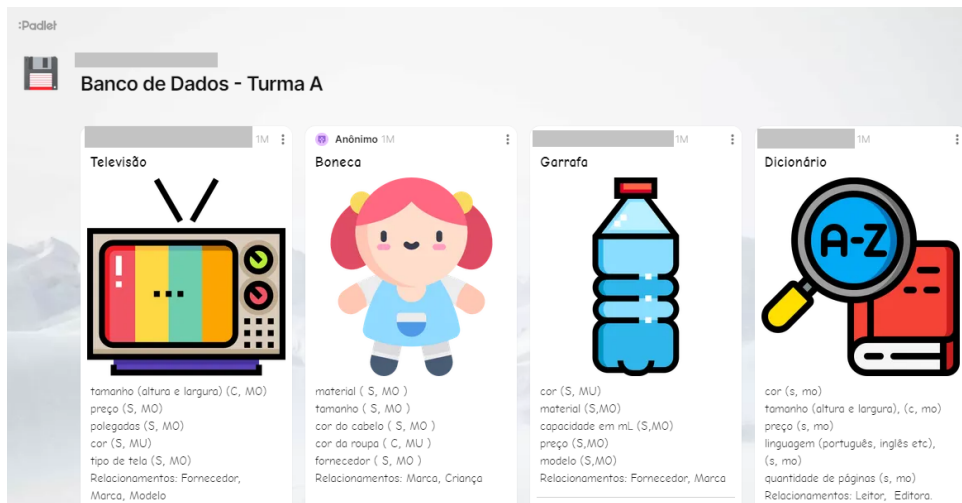 :Padlet
Banco de Dados - Turma A
1M
Televisão
tamanho (altura e largura) (C, MO)
preço (S, MO)
polegadas (S, MO)
cor (S, MU)
tipo de tela (S, MO)
Relacionamentos: Fornecedor,
Marca, Modelo
Anônimo 1M
Boneca
material ( S, MO )
tamanho ( S, MO )
cor do cabelo ( S, MO )
cor da roupa ( C, MU )
fornecedor ( S, MO )
Relacionamentos: Marca, Criança
1M
Garrafa
cor (S, MU)
material (S,MO)
capacidade em mL (S,MO)
preço (S,MO)
modelo (S,MO)
Relacionamentos: Fornecedor, Marca
1M
Dicionário
A-Z
cor (s, mo)
tamanho (altura e largura), (c, mo)
preço (s, mo)
linguagem (português, inglês etc),
(s, mo)
quantidade de páginas (s, mo)
Relacionamentos: Leitor, Editora.